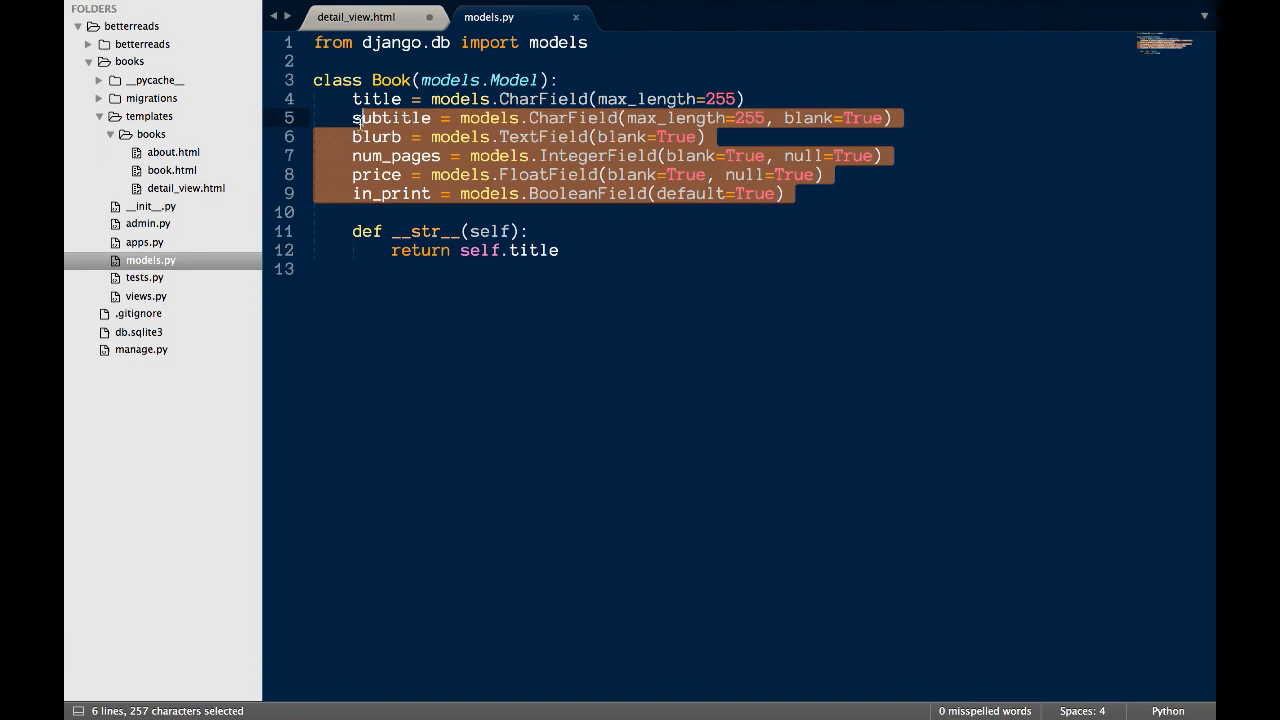 FOLDERS
betterreads
betterreads
books
__pycache__
migrations
templates
books
about.html
book.html
detail_view.html
__init__.py
admin.py
apps.py
models.py
tests.py
views.py
.gitignore
db.sqlite3
manage.py
detail_view.html
models.py
1 from django.db import models
2
3 class Book(models.Model):
4 title = models.CharField(max_length=255)
5 subtitle = models.CharField(max_length=255, blank=True)
6 blurb = models.TextField(blank=True)
7 num_pages = models.IntegerField(blank=True, null=True)
8 price = models.FloatField(blank=True, null=True)
9 in_print = models.BooleanField(default=True)
10
11 def __str__(self):
12 return self.title
13
6 lines, 257 characters selected
0 misspelled words
Spaces: 4
Python